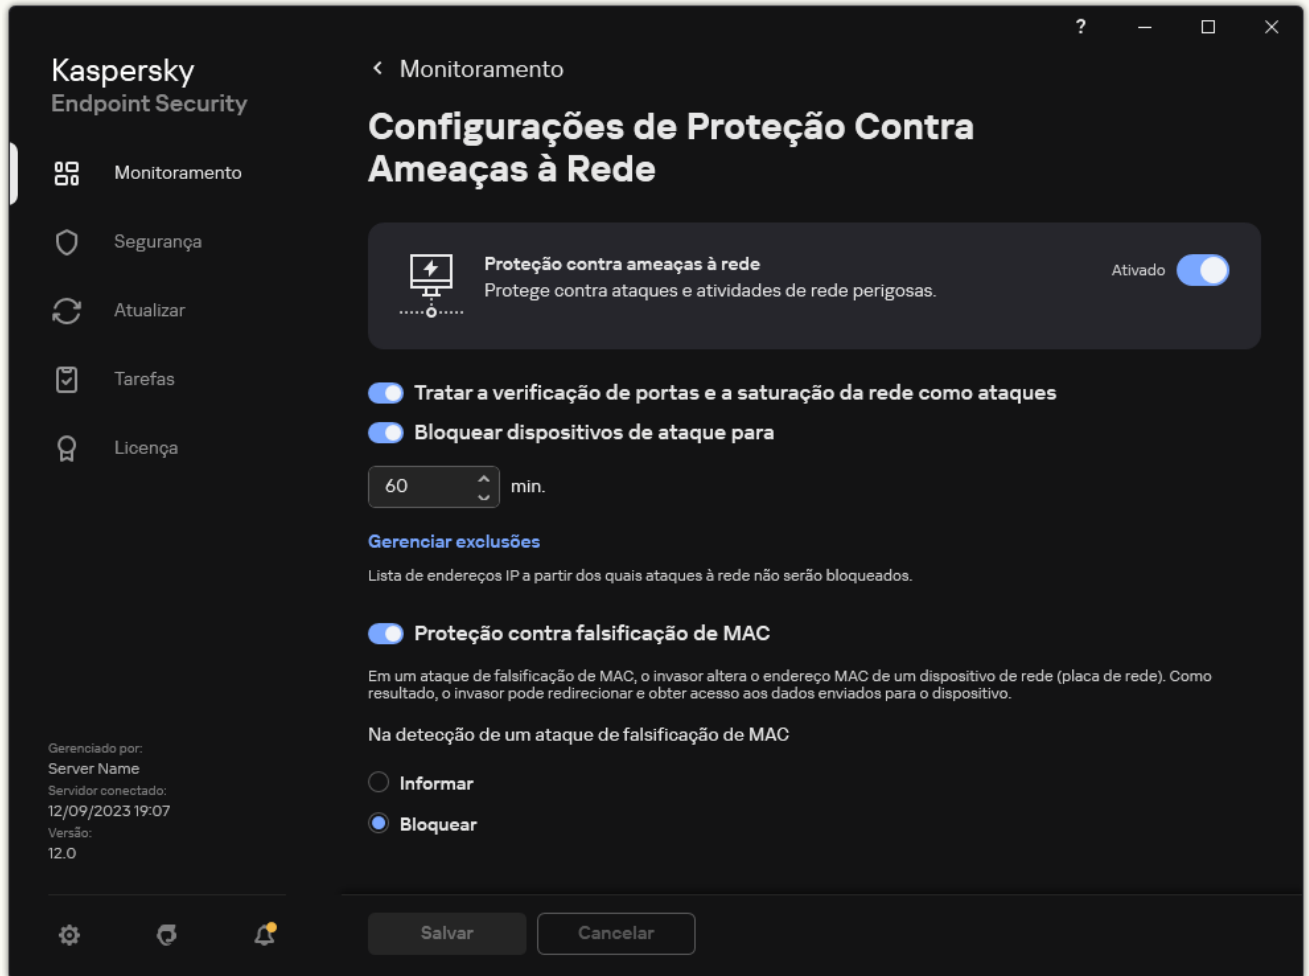 ?
Kaspersky
Endpoint Security
Monitoramento
Segurança
Atualizar
Tarefas
Licença
Gerenciado por:
Server Name
Servidor conectado:
12/09/2023 19:07
Versão:
12.0
Monitoramento
Configurações de Proteção Contra
Ameaças à Rede
Proteção contra ameaças à rede
Protege contra ataques e atividades de rede perigosas.
Ativado
Tratar a verificação de portas e a saturação da rede como ataques
Bloquear dispositivos de ataque para
60 min.
Gerenciar exclusões
Lista de endereços IP a partir dos quais ataques à rede não serão bloqueados.
Proteção contra falsificação de MAC
Em um ataque de falsificação de MAC, o invasor altera o endereço MAC de um dispositivo de rede (placa de rede). Como
resultado, o invasor pode redirecionar e obter acesso aos dados enviados para o dispositivo.
Na detecção de um ataque de falsificação de MAC
Informar
Bloquear
Salvar
Cancelar